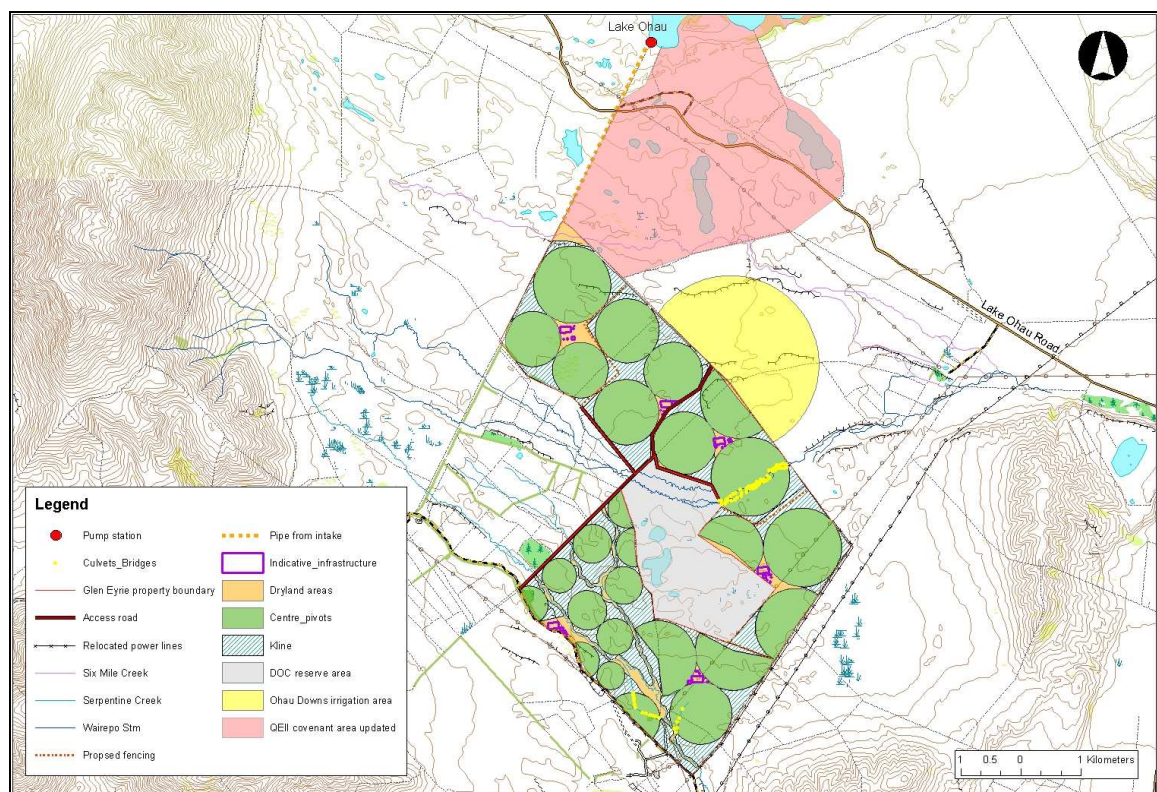 Lake Ohau
Lake Ohau Road
Legend
Pump station
Culvets_Bridges
Glen Eyrie property boundary
Access road
Relocated power lines
Six Mile Creek
Serpentine Creek
Wairepo Stm
Propsed fencing
Pipe from intake
Indicative_infrastructure
Dryland areas
Centre_pivots
Kline
DOC reserve area
Ohau Downs irrigation area
QEII covenant area updated
1 0.5 0 1 Kilometers